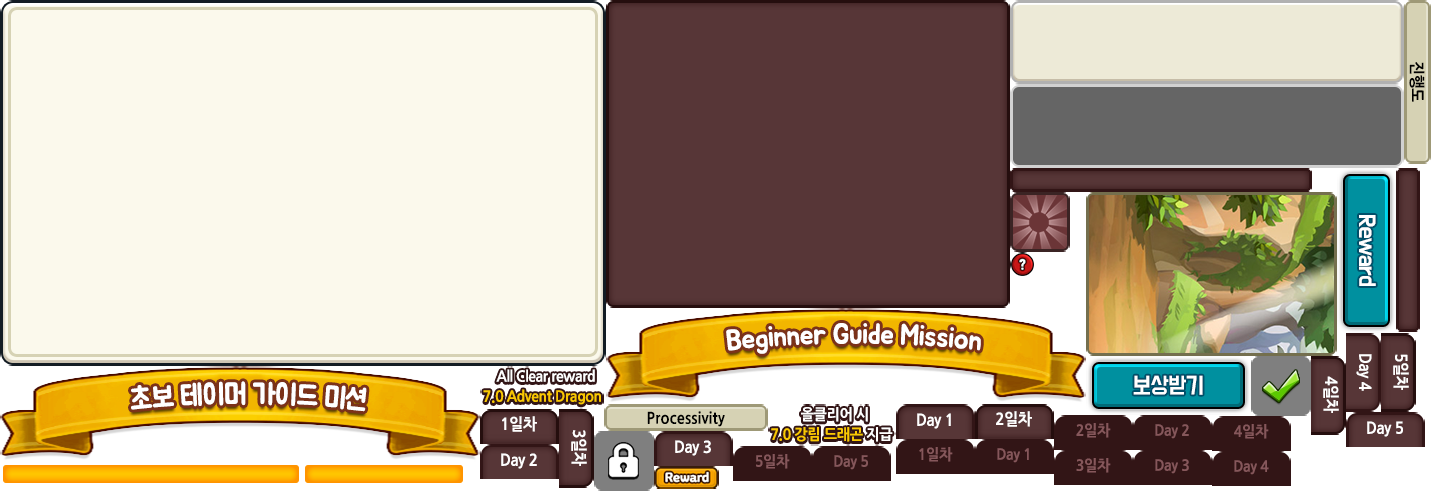 진행도
Reward
Beginner Guide Mission
초보 테이머 가이드 미션
All Clear reward
7.0 Advent Dragon
보상받기
4일차
Day 4
5일차
Processivity
올클리어 시
7.0 강림 드래곤 지급
1일차
3일차
Day 2
Day 3
Reward
5일차
Day 5
Day 1
2일차
1일차
Day 1
2일차
Day 2
4일차
3일차
Day 3
Day 4
Day 5
?